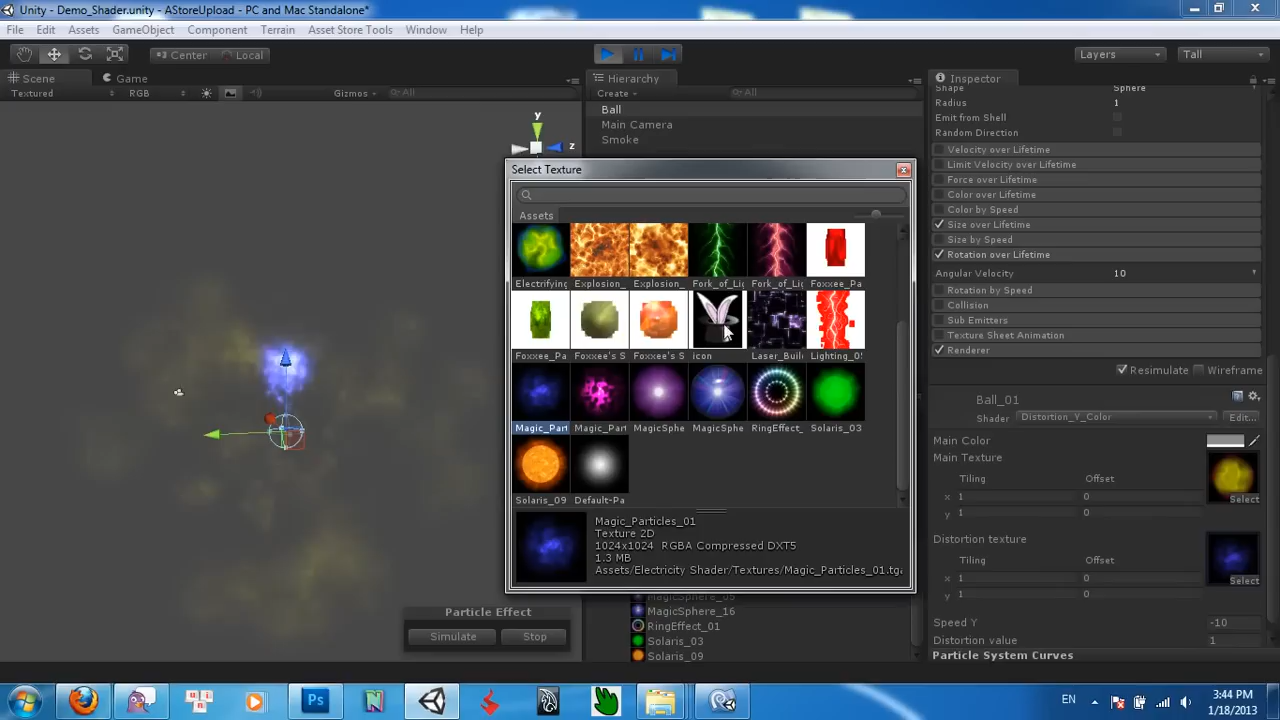 Unity - Demo_Shader.unity - AStoreUpload - PC and Mac Standalone*
File Edit Assets GameObject Component Terrain Asset Store Tools Window Help
Center Local
Layers Tall
Scene Game
Textured RGB Gizmos All
Hierarchy
Create All
Ball
Main Camera
Smoke
Inspector
Shape Sphere
Radius 1
Emit from Shell
Random Direction
Velocity over Lifetime
Limit Velocity over Lifetime
Force over Lifetime
Color over Lifetime
Color by Speed
Size over Lifetime
Size by Speed
Rotation over Lifetime
Angular Velocity 10
Rotation by Speed
Collision
Sub Emitters
Texture Sheet Animation
Renderer
Resimulate Wireframe
Ball_01
Shader Distortion_Y_Color Edit...
Main Color
Main Texture
Tiling Offset
x 1 0
y 1 0
Select
Distortion texture
Tiling Offset
x 1 0
y 1 0
Select
Speed Y -10
Distortion value 1
Particle System Curves
y
z
Select Texture
Assets
Electrifying Explosion_ Explosion_ Fork_of_Lig Fork_of_Lig Foxxee_Pa
Foxxee_Pa Foxxee's S Foxxee's S icon Laser_Buil Lighting_0
Magic_Part Magic_Part MagicSphe MagicSphe RingEffect_ Solaris_03
Solaris_09 Default-Pa
Magic_Particles_01
Texture 2D
1024x1024 RGBA Compressed DXT5
1.3 MB
Assets/Electricity Shader/Textures/Magic_Particles_01.tga
MagicSphere_05
MagicSphere_16
RingEffect_01
Solaris_03
Solaris_09
Particle Effect
Simulate Stop
Ps
EN
3:44 PM
1/18/2013